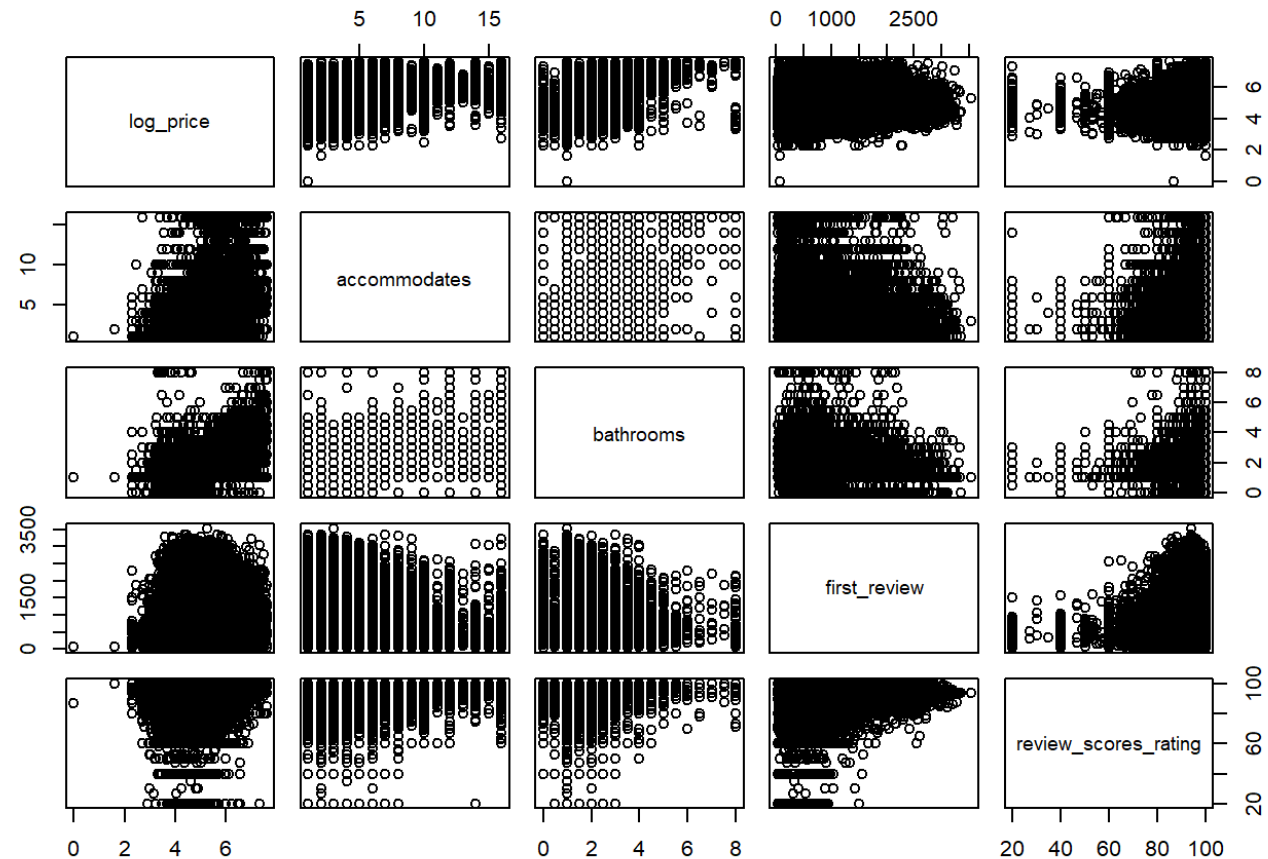 5 10 15 0 1000 2500
log_price
0 2 4 6
5 10
accommodates
bathrooms
0 2 4 6 8
0 1500 3500
first_review
review_scores_rating
20 60 100
0 2 4 6 0 2 4 6 8 20 40 60 80 100